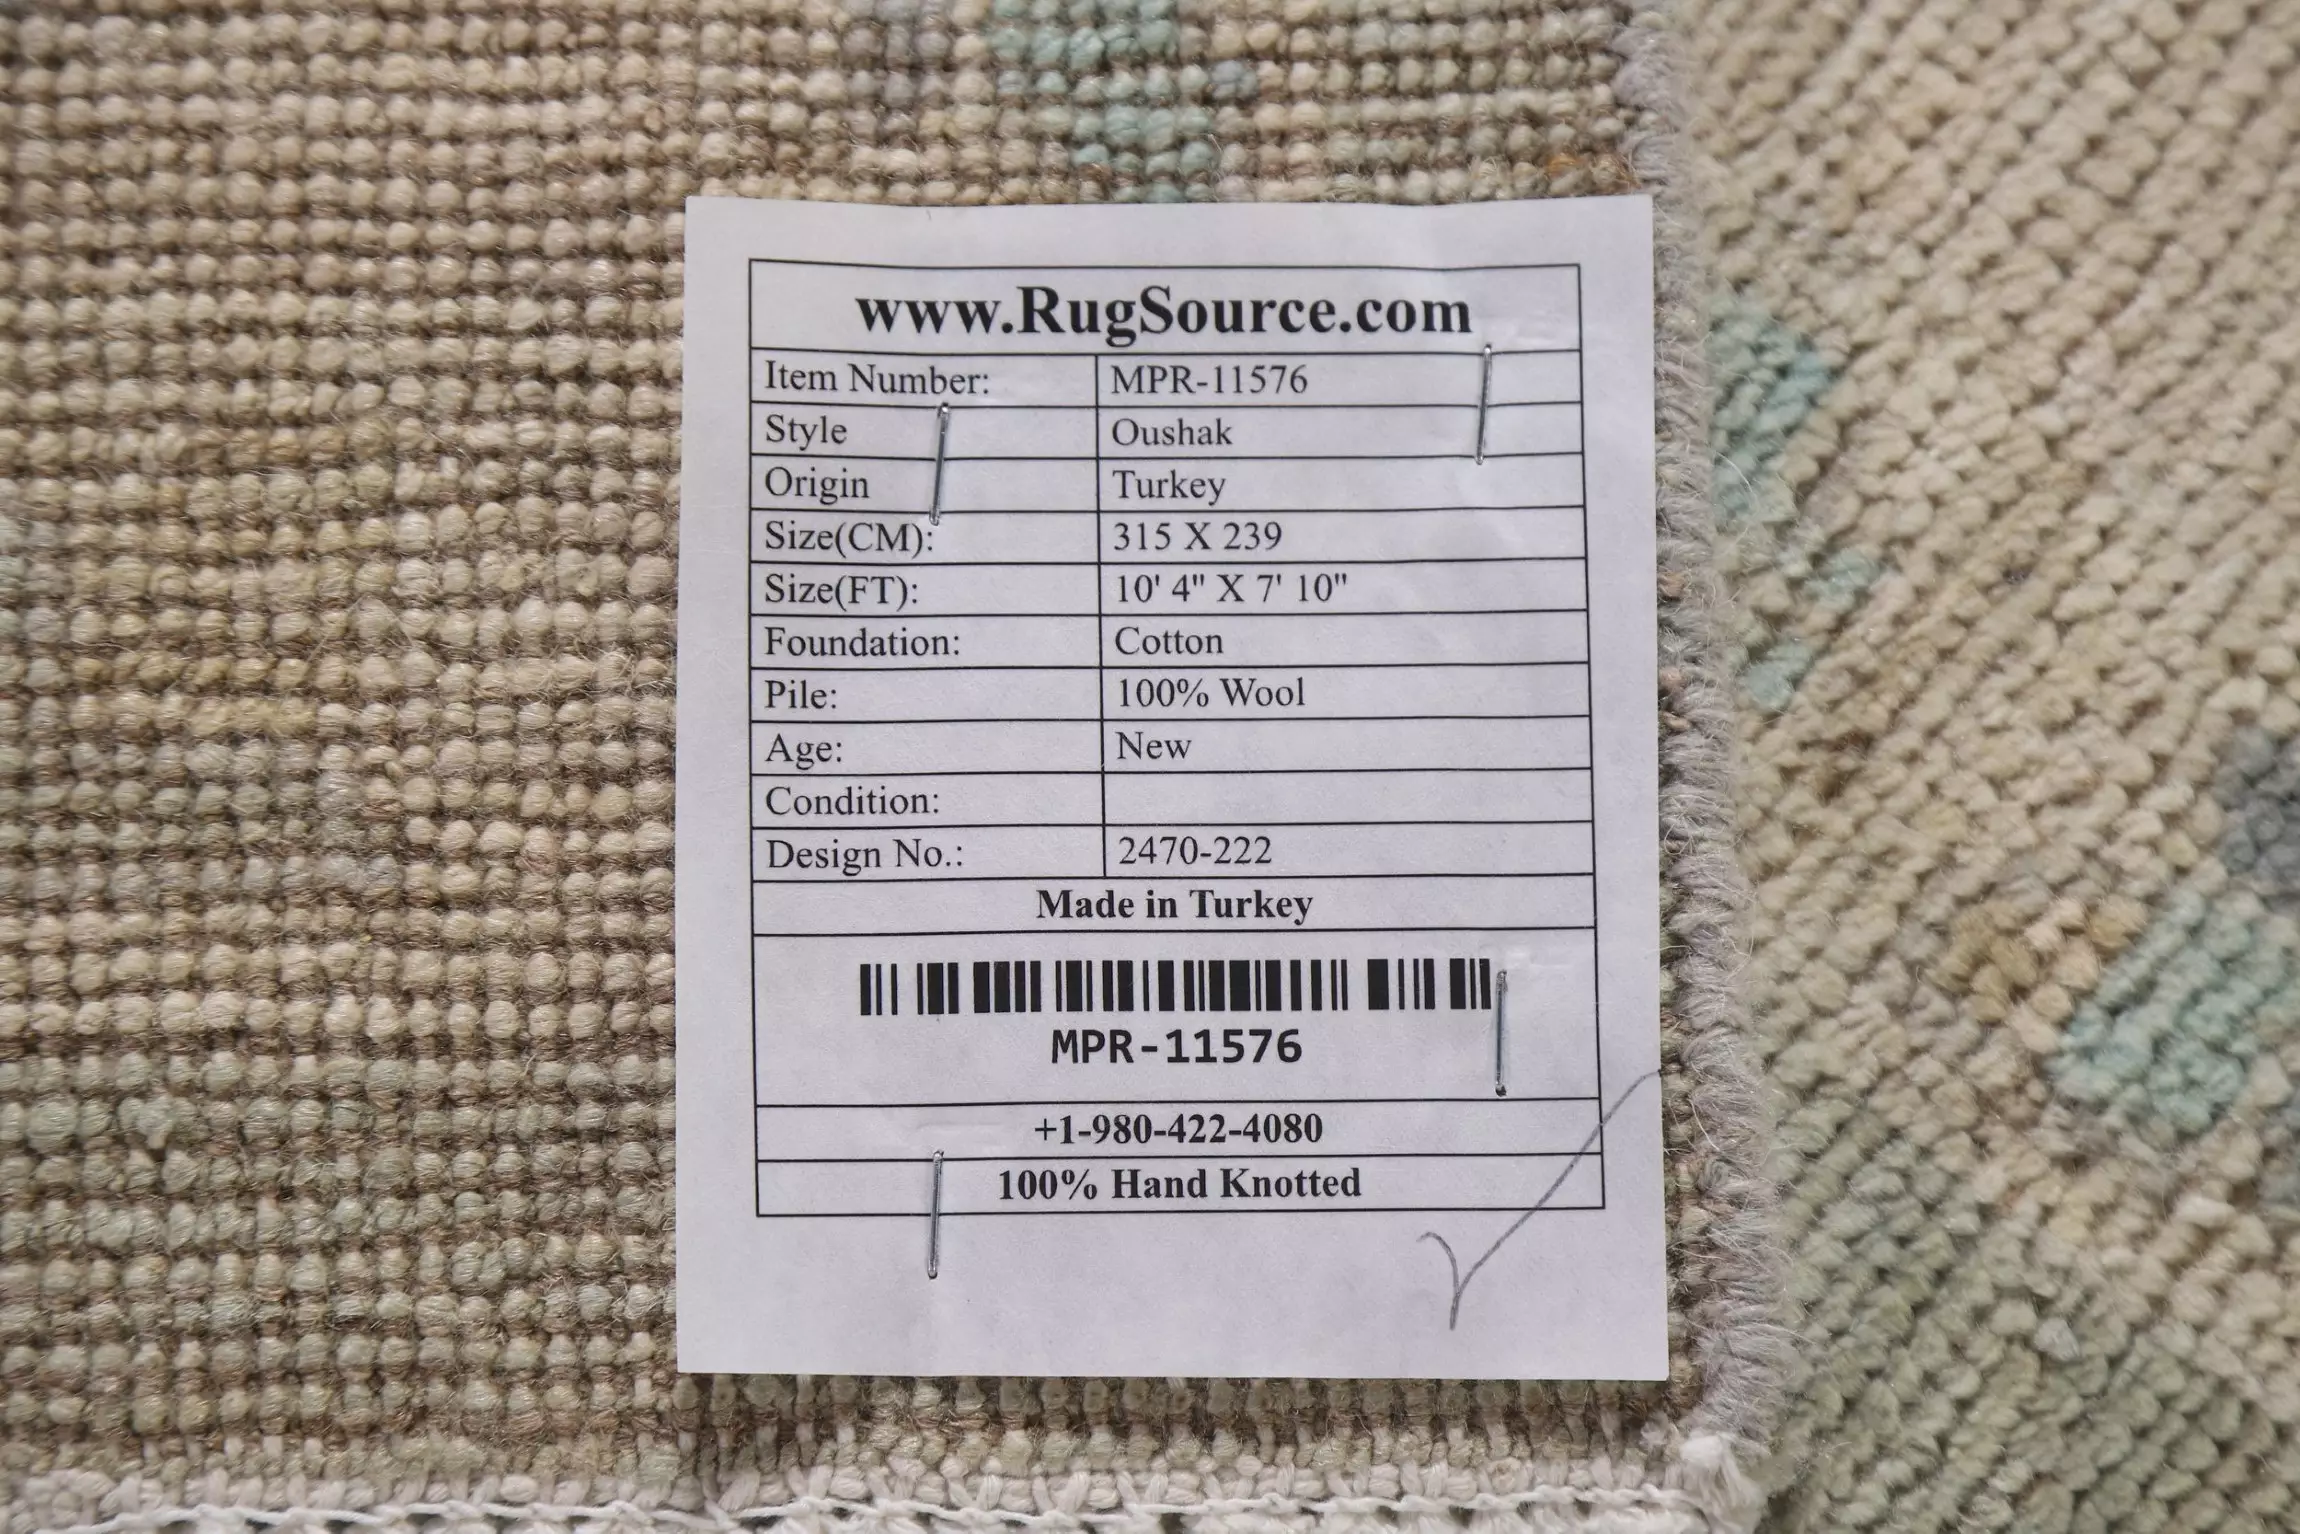 www.RugSource.com
Item Number: MPR-11576
Style Oushak
Origin Turkey
Size(CM): 315 X 239
Size(FT): 10' 4" X 7' 10"
Foundation: Cotton
Pile: 100% Wool
Age: New
Condition:
Design No.: 2470-222
Made in Turkey
MPR-11576
+1-980-422-4080
100% Hand Knotted